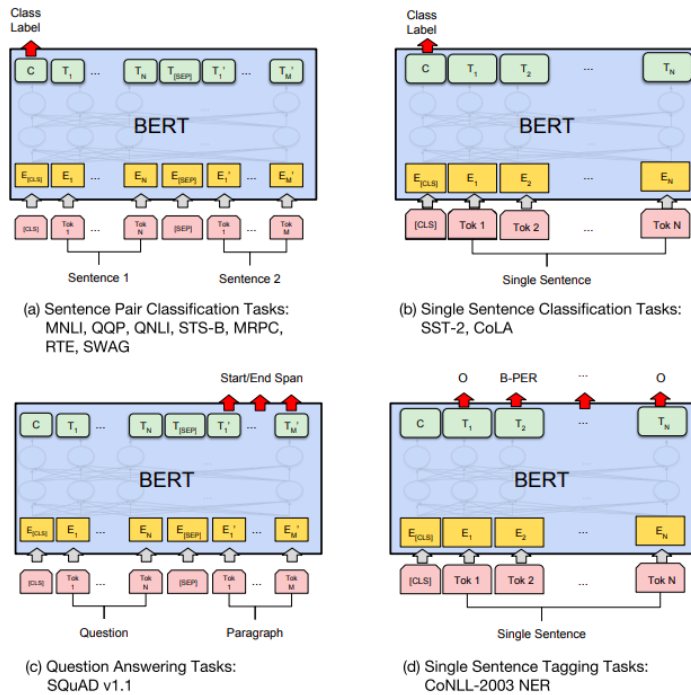 Class
Label
C T1 ... TN T[SEP] T1' ... TM'
BERT
E[CLS] E1 ... EN E[SEP] E1' ... EM'
[CLS] Tok 1 ... Tok N [SEP] Tok 1 ... Tok M
Sentence 1 Sentence 2
(a) Sentence Pair Classification Tasks:
MNLI, QQP, QNLI, STS-B, MRPC,
RTE, SWAG
Class
Label
C T1 T2 ... TN
BERT
E[CLS] E1 E2 ... EN
[CLS] Tok 1 Tok 2 ... Tok N
Single Sentence
(b) Single Sentence Classification Tasks:
SST-2, CoLA
Start/End Span
C T1 ... TN T[SEP] T1' ... TM'
BERT
E[CLS] E1 ... EN E[SEP] E1' ... EM'
[CLS] Tok 1 ... Tok N [SEP] Tok 1 ... Tok M
Question Paragraph
(c) Question Answering Tasks:
SQuAD v1.1
O B-PER ... O
C T1 T2 ... TN
BERT
E[CLS] E1 E2 ... EN
[CLS] Tok 1 Tok 2 ... Tok N
Single Sentence
(d) Single Sentence Tagging Tasks:
CoNLL-2003 NER